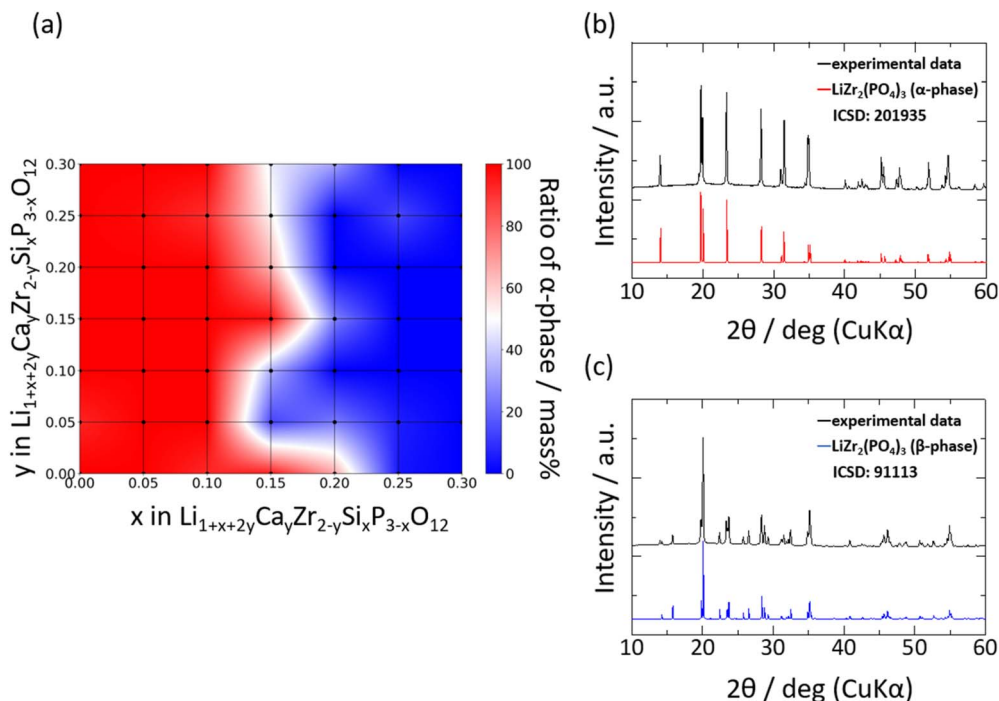 (a)
y in Li1+x+2yCayZr2-ySixP3-xO12
0.30
0.25
0.20
0.15
0.10
0.05
0.00
0.00 0.05 0.10 0.15 0.20 0.25 0.30
x in Li1+x+2yCayZr2-ySixP3-xO12
100
80
60
40
20
0
Ratio of α-phase / mass%
(b)
Intensity / a.u.
experimental data
LiZr2(PO4)3 (α-phase)
ICSD: 201935
10 20 30 40 50 60
2θ / deg (CuKα)
(c)
Intensity / a.u.
experimental data
LiZr2(PO4)3 (β-phase)
ICSD: 91113
10 20 30 40 50 60
2θ / deg (CuKα)